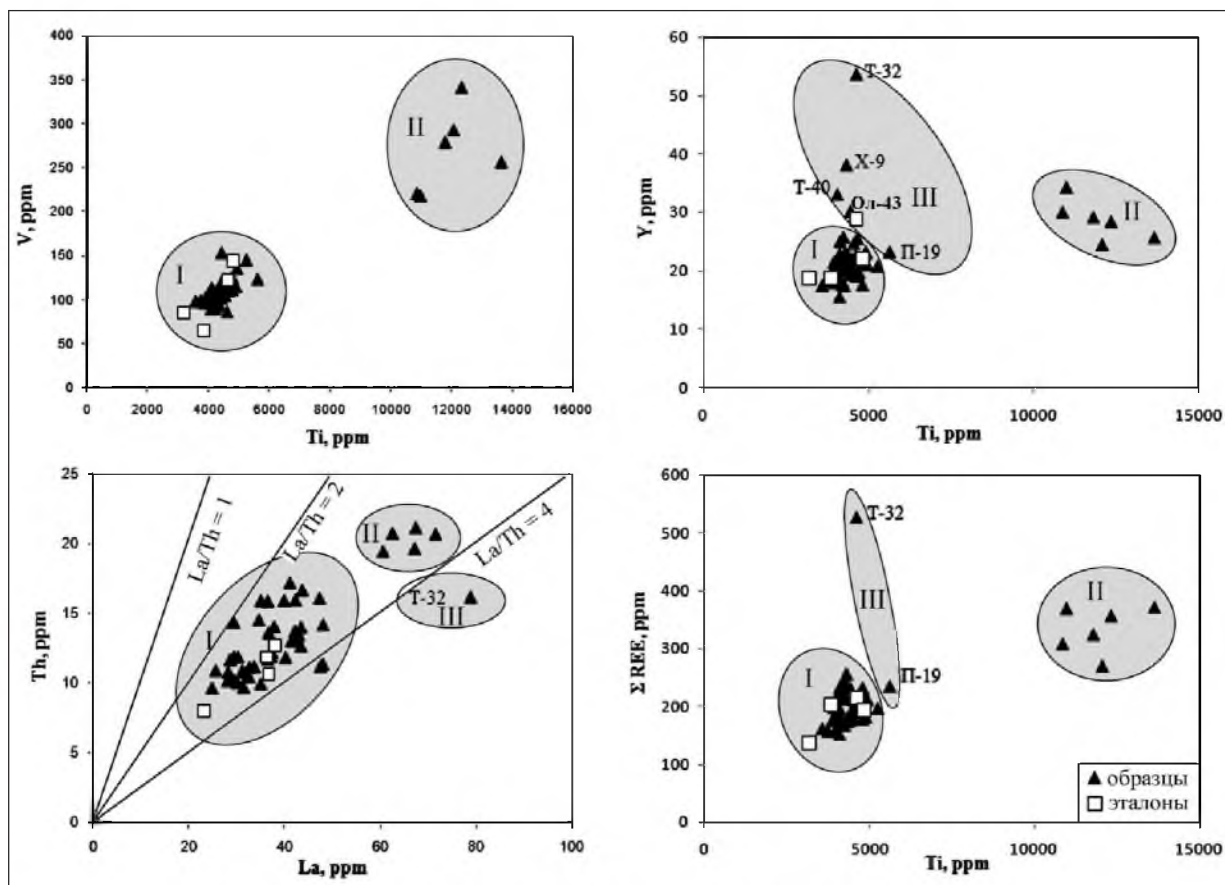 400
350
300
250
200
150
100
50
0
V, ppm
II
I
0 2000 4000 6000 8000 10000 12000 14000 16000
Ti, ppm
60
50
40
30
20
10
0
Y, ppm
Т-32
Х-9
Т-40
Ол-43
III
II
I
П-19
0 5000 10000 15000
Ti, ppm
25
20
15
10
5
0
Th, ppm
La/Th = 1
La/Th = 2
La/Th = 4
II
I
Т-32
III
0 20 40 60 80 100
La, ppm
600
500
400
300
200
100
0
Σ REE, ppm
Т-32
III
II
I
П-19
образцы
эталоны
0 5000 10000 15000
Ti, ppm